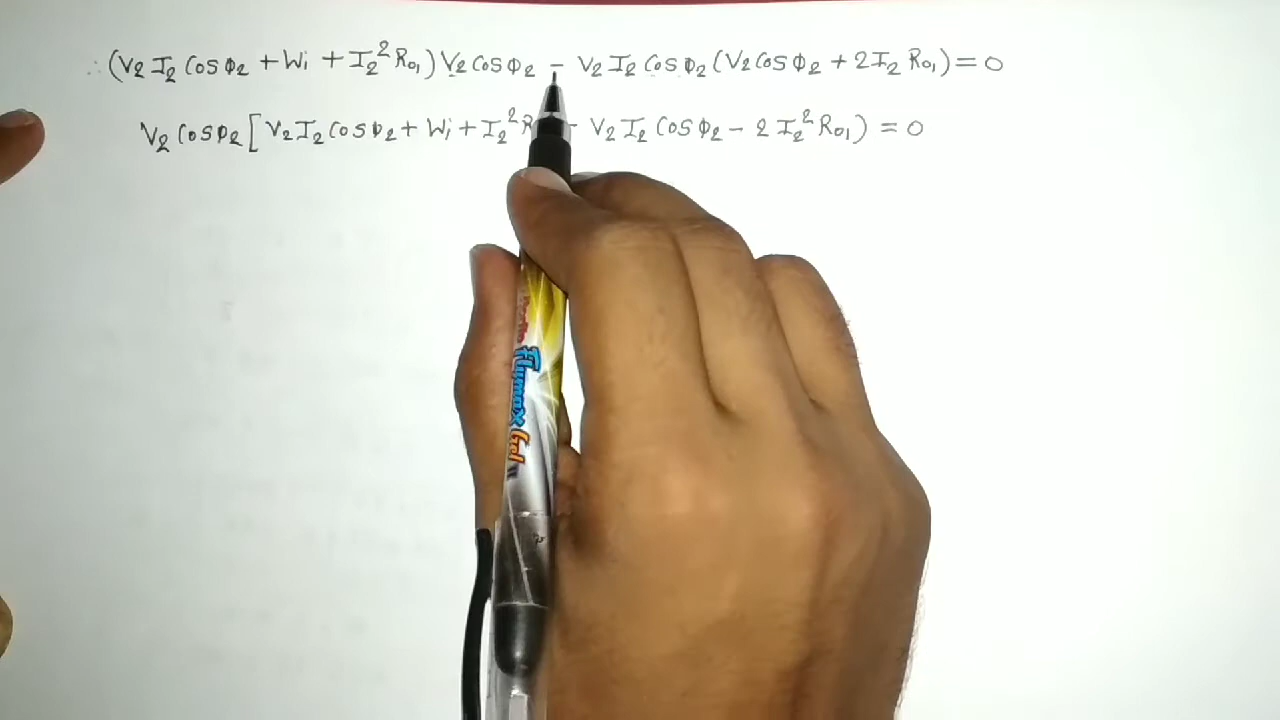 ∴ (V₂ I₂ Cos φ₂ + Wi + I₂² R₀₁) V₂ Cos φ₂ − V₂ I₂ Cos φ₂ (V₂ Cos φ₂ + 2 I₂ R₀₁) = 0
V₂ Cos φ₂ [V₂ I₂ Cos φ₂ + Wi + I₂² R − V₂ I₂ Cos φ₂ − 2 I₂² R₀₁) = 0
Flymax Gel